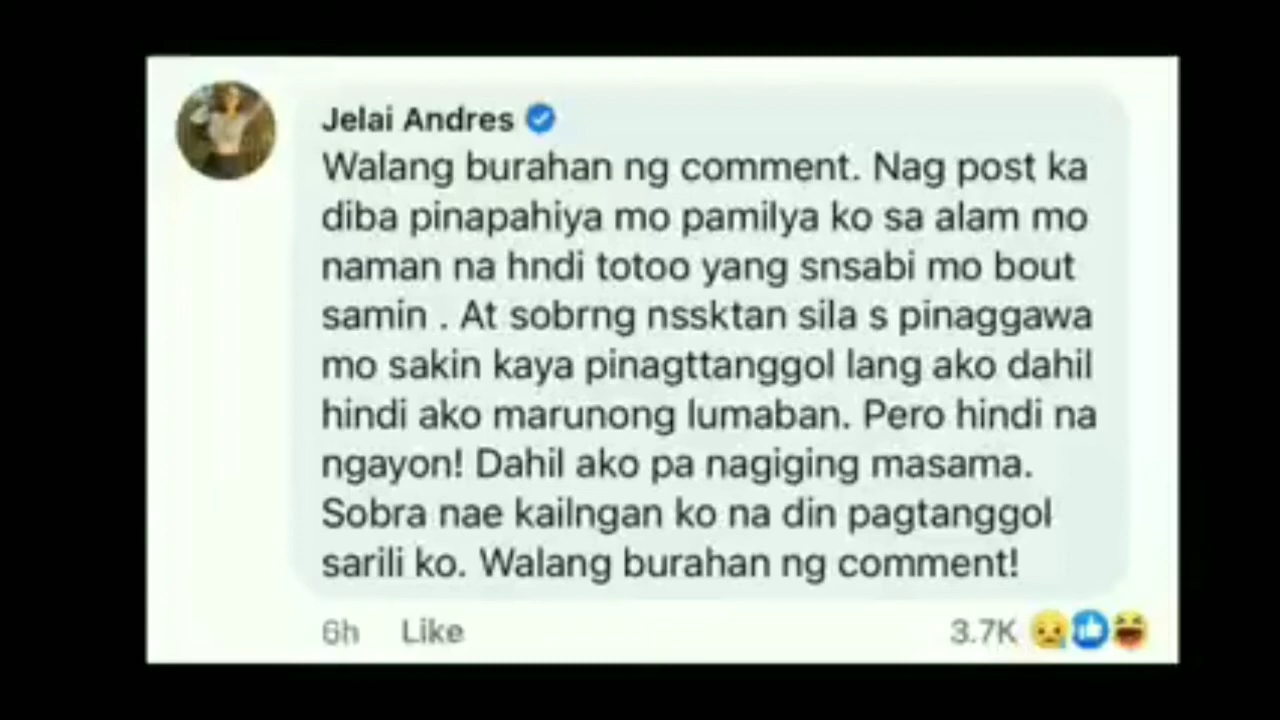 Jelai Andres
Walang burahan ng comment. Nag post ka
diba pinapahiya mo pamilya ko sa alam mo
naman na hndi totoo yang snsabi mo bout
samin . At sobrng nssktan sila s pinaggawa
mo sakin kaya pinagttanggol lang ako dahil
hindi ako marunong lumaban. Pero hindi na
ngayon! Dahil ako pa nagiging masama.
Sobra nae kailngan ko na din pagtanggol
sarili ko. Walang burahan ng comment!
6h Like 3.7K